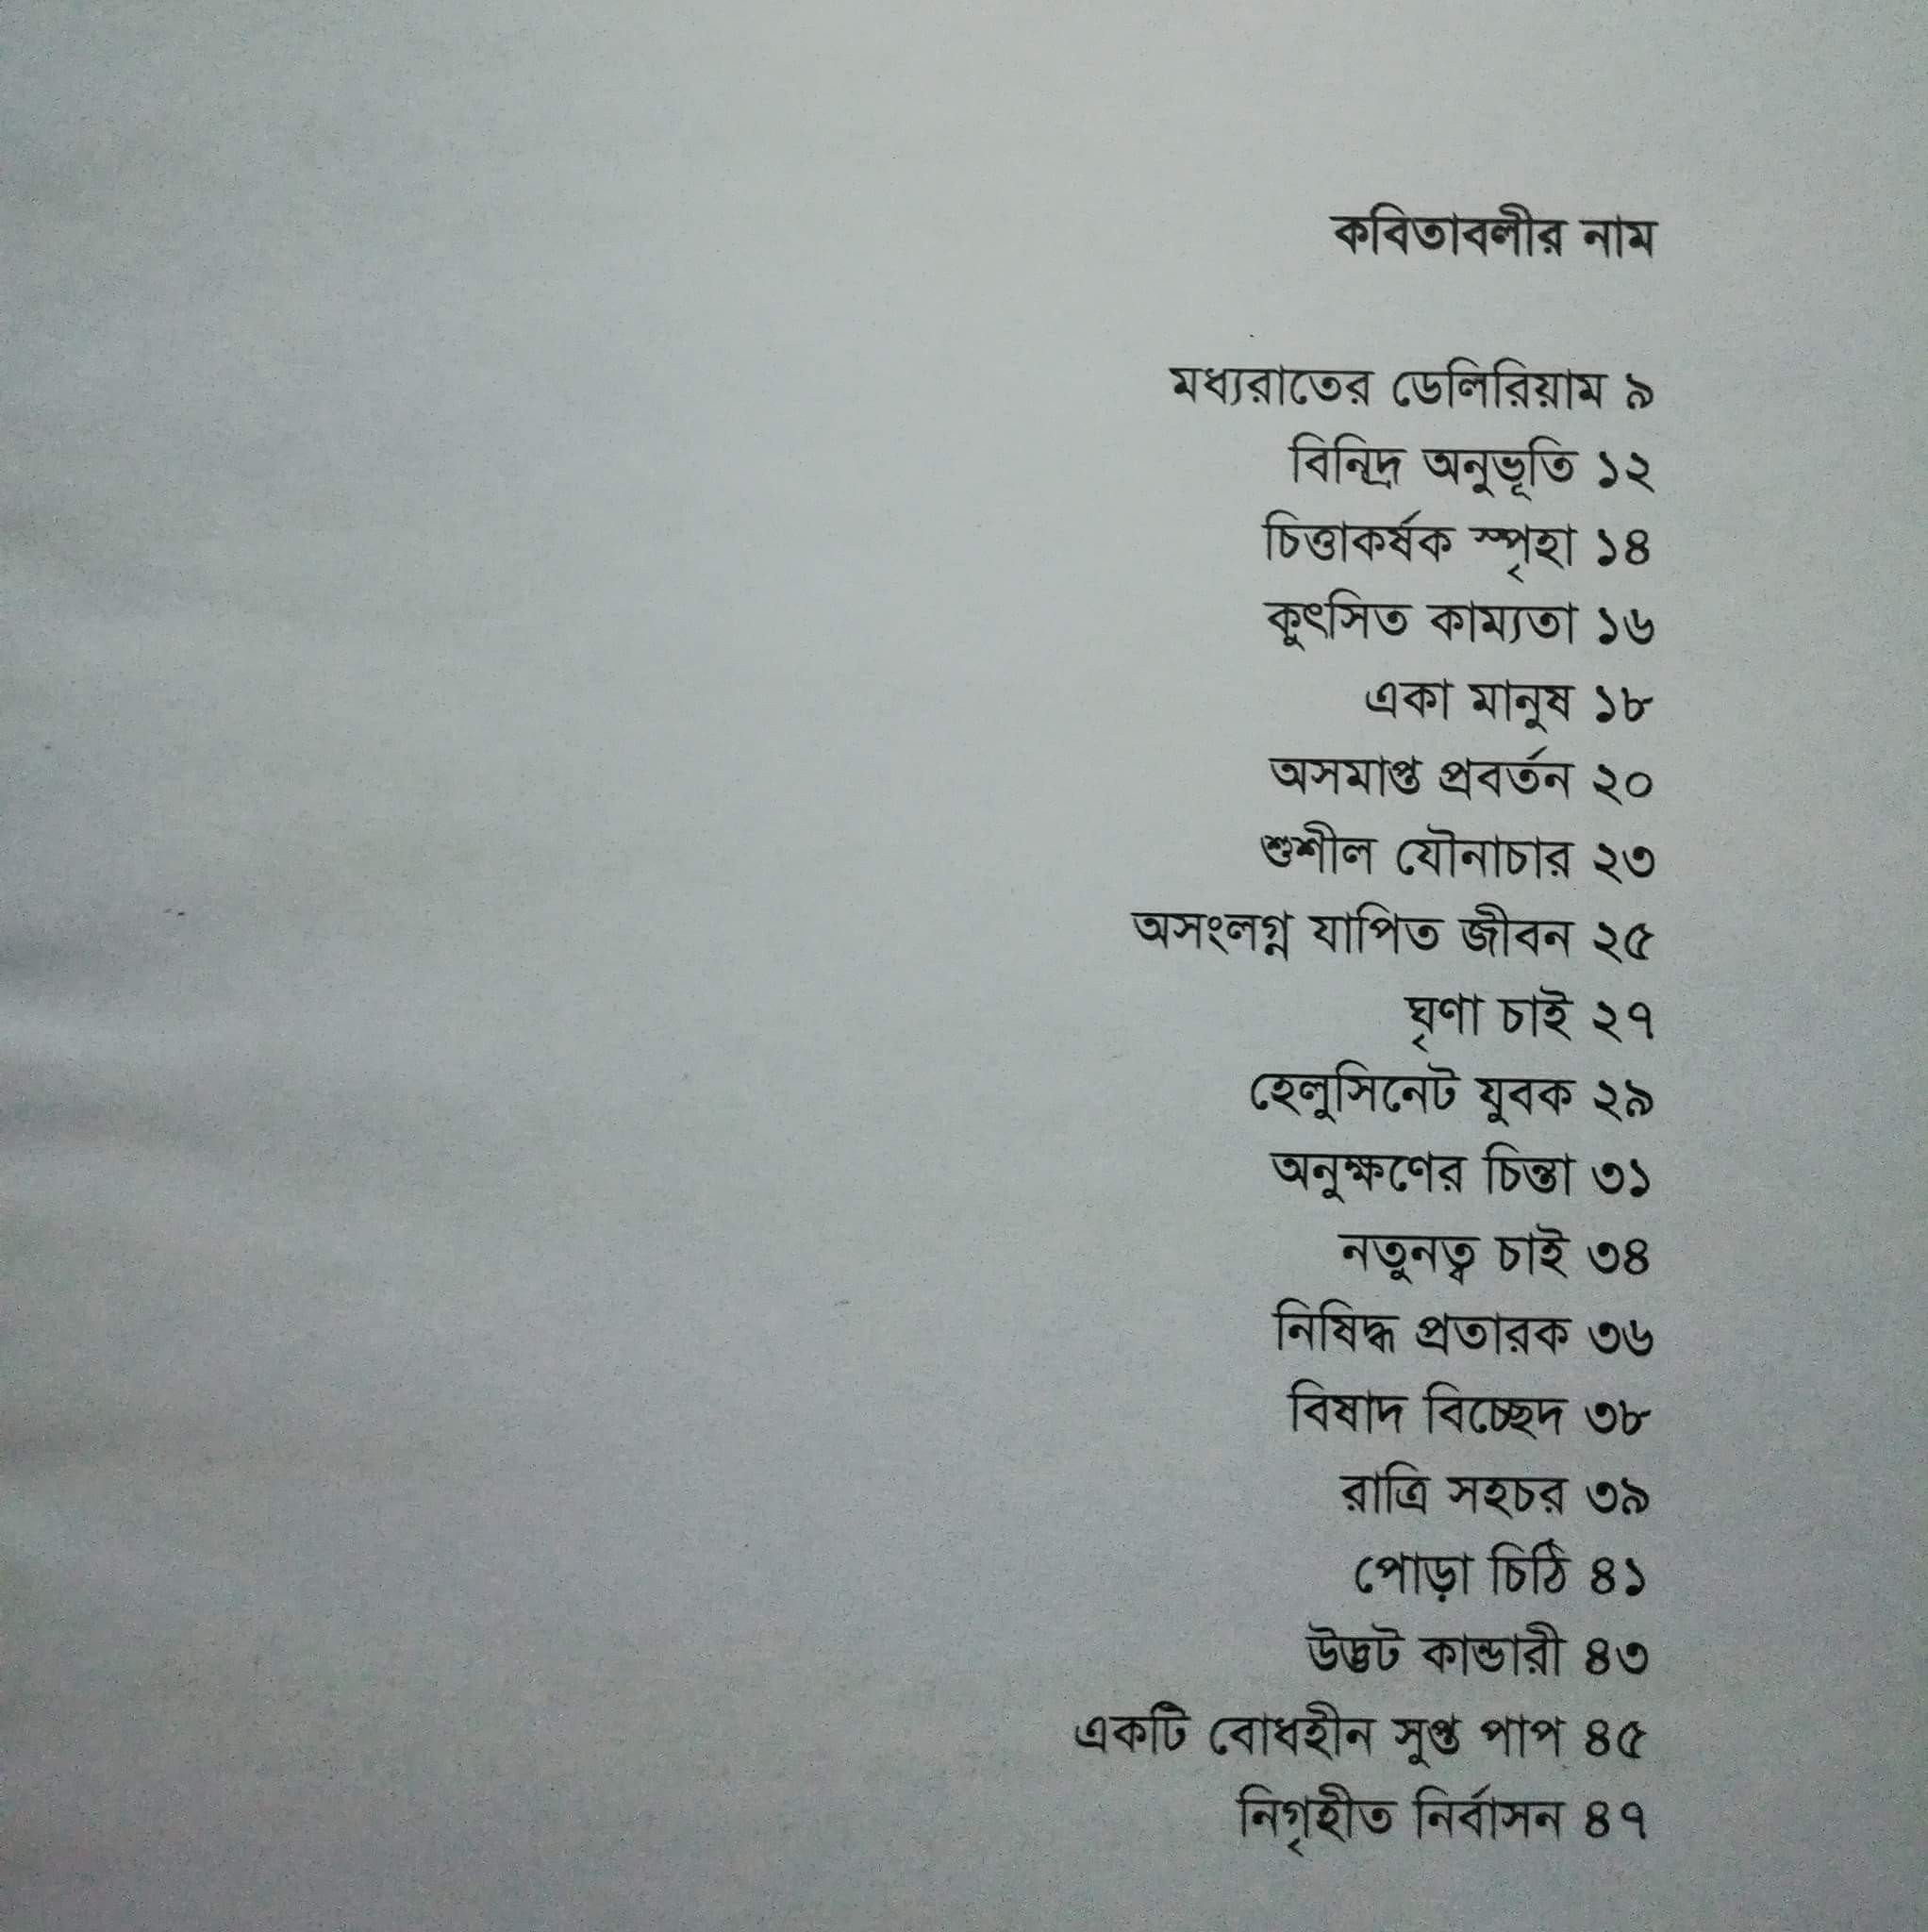 কবিতাবলীর নাম
মধ্যরাতের ডেলিরিয়াম ৯
বিনিদ্র অনুভূতি ১২
চিত্তাকর্ষক স্পৃহা ১৪
কুৎসিত কাম্যতা ১৬
একা মানুষ ১৮
অসমাপ্ত প্রবর্তন ২০
শুশীল যৌনাচার ২৩
অসংলগ্ন যাপিত জীবন ২৫
ঘৃণা চাই ২৭
হেলুসিনেট যুবক ২৯
অনুক্ষণের চিন্তা ৩১
নতুনত্ব চাই ৩৪
নিষিদ্ধ প্রতারক ৩৬
বিষাদ বিচ্ছেদ ৩৮
রাত্রি সহচর ৩৯
পোড়া চিঠি ৪১
উদ্ভট কান্ডারী ৪৩
একটি বোধহীন সুপ্ত পাপ ৪৫
নিগৃহীত নির্বাসন ৪৭